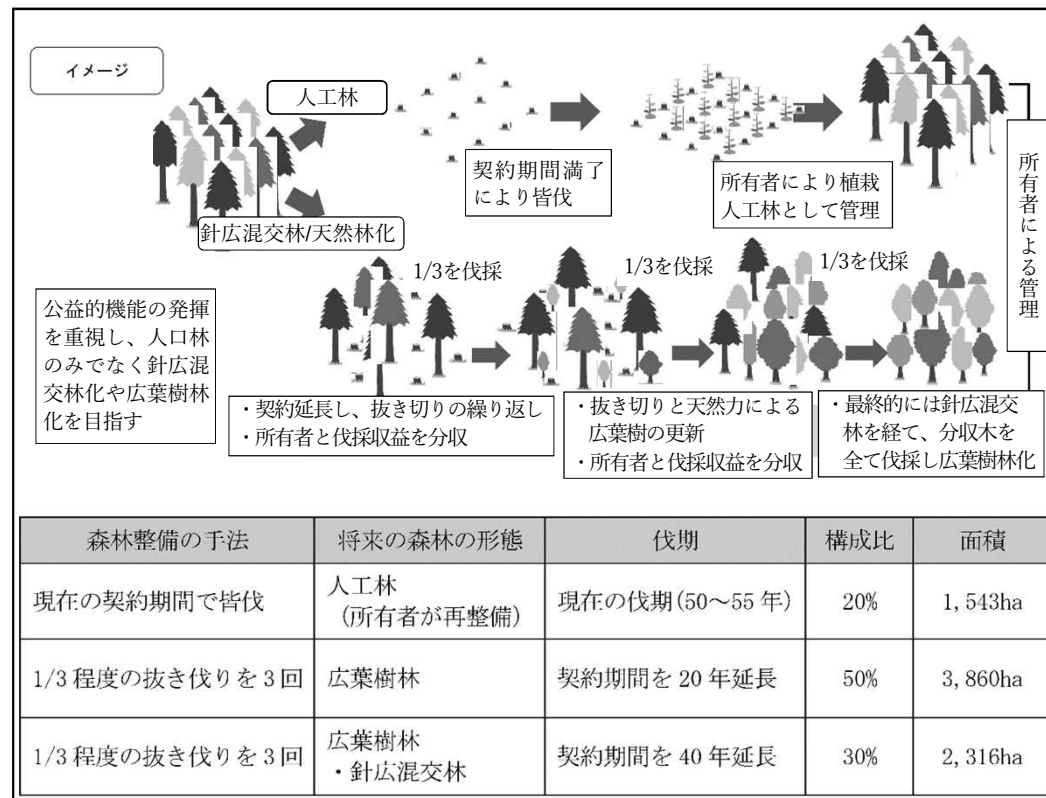 イメージ
人工林
契約期間満了
により皆伐
所有者により植栽
人工林として管理
所有者による管理
針広混交林/天然林化
1/3を伐採
1/3を伐採
1/3を伐採
公益的機能の発揮
を重視し、人口林
のみでなく針広混
交林化や広葉樹林
化を目指す
・契約延長し、抜き切りの繰り返し
・所有者と伐採収益を分収
・抜き切りと天然力による
広葉樹の更新
・所有者と伐採収益を分収
・最終的には針広混交
林を経て、分収木を
全て伐採し広葉樹林化
森林整備の手法 将来の森林の形態 伐期 構成比 面積
現在の契約期間で皆伐 人工林 現在の伐期(50～55年) 20% 1,543ha
(所有者が再整備)
1/3程度の抜き伐りを3回 広葉樹林 契約期間を20年延長 50% 3,860ha
1/3程度の抜き伐りを3回 広葉樹林 契約期間を40年延長 30% 2,316ha
・針広混交林